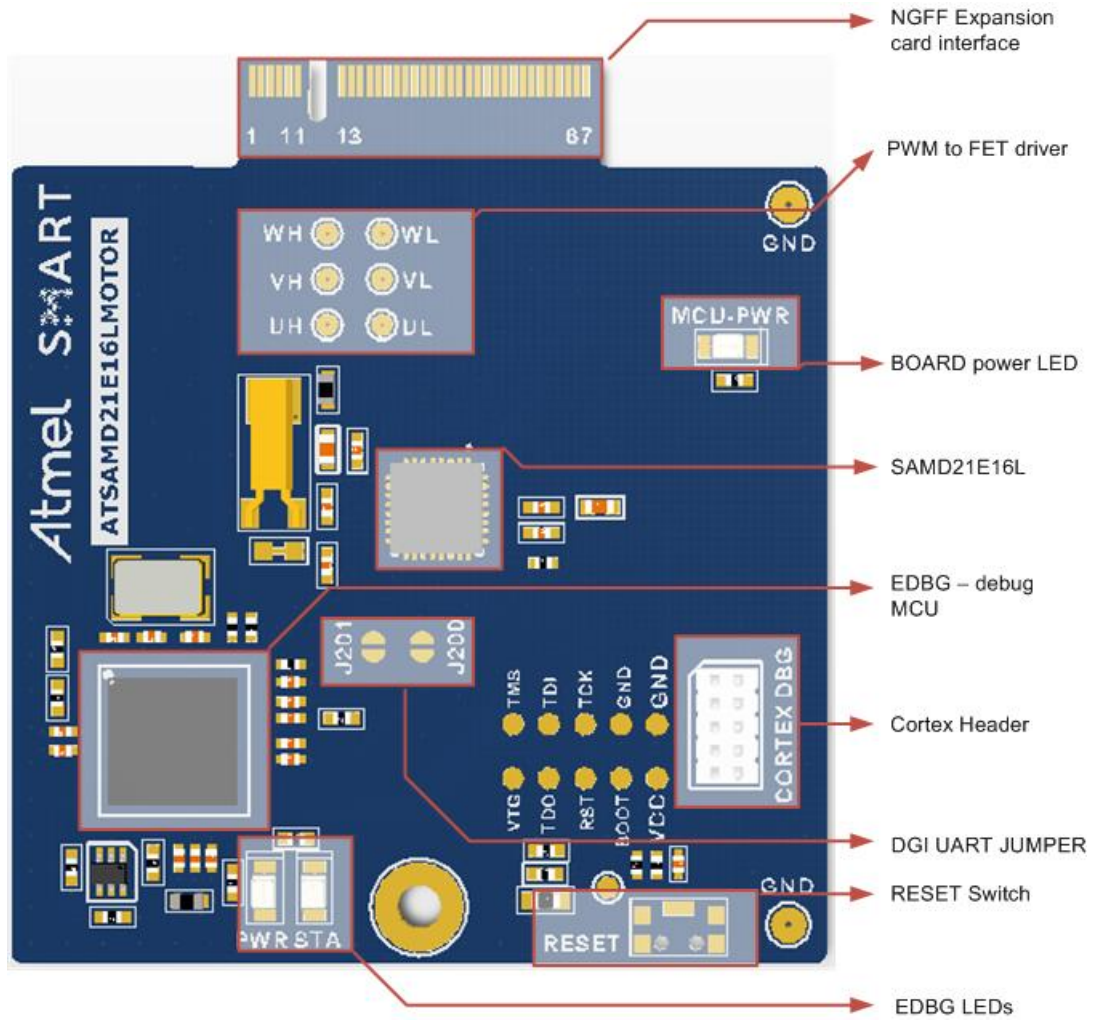 NGFF Expansion
card interface
1 11 13 67
PWM to FET driver
WH WL
VH VL
UH UL
GND
MCU-PWR
BOARD power LED
Atmel SMART
ATSAMD21E16LMOTOR
SAMD21E16L
EDBG – debug
MCU
J201 J200
TMS TDI TCK GND GND
CORTEX DBG
Cortex Header
VTG TDO RST BOOT VCC
DGI UART JUMPER
RESET Switch
GND
PWR STA
RESET
EDBG LEDs